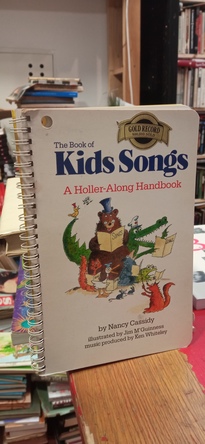 GOLD RECORD
The Book of
Kids Songs
A Holler-Along Handbook
by Nancy Cassidy
illustrated by Jim M'Guinness
music produced by Ken Whiteley